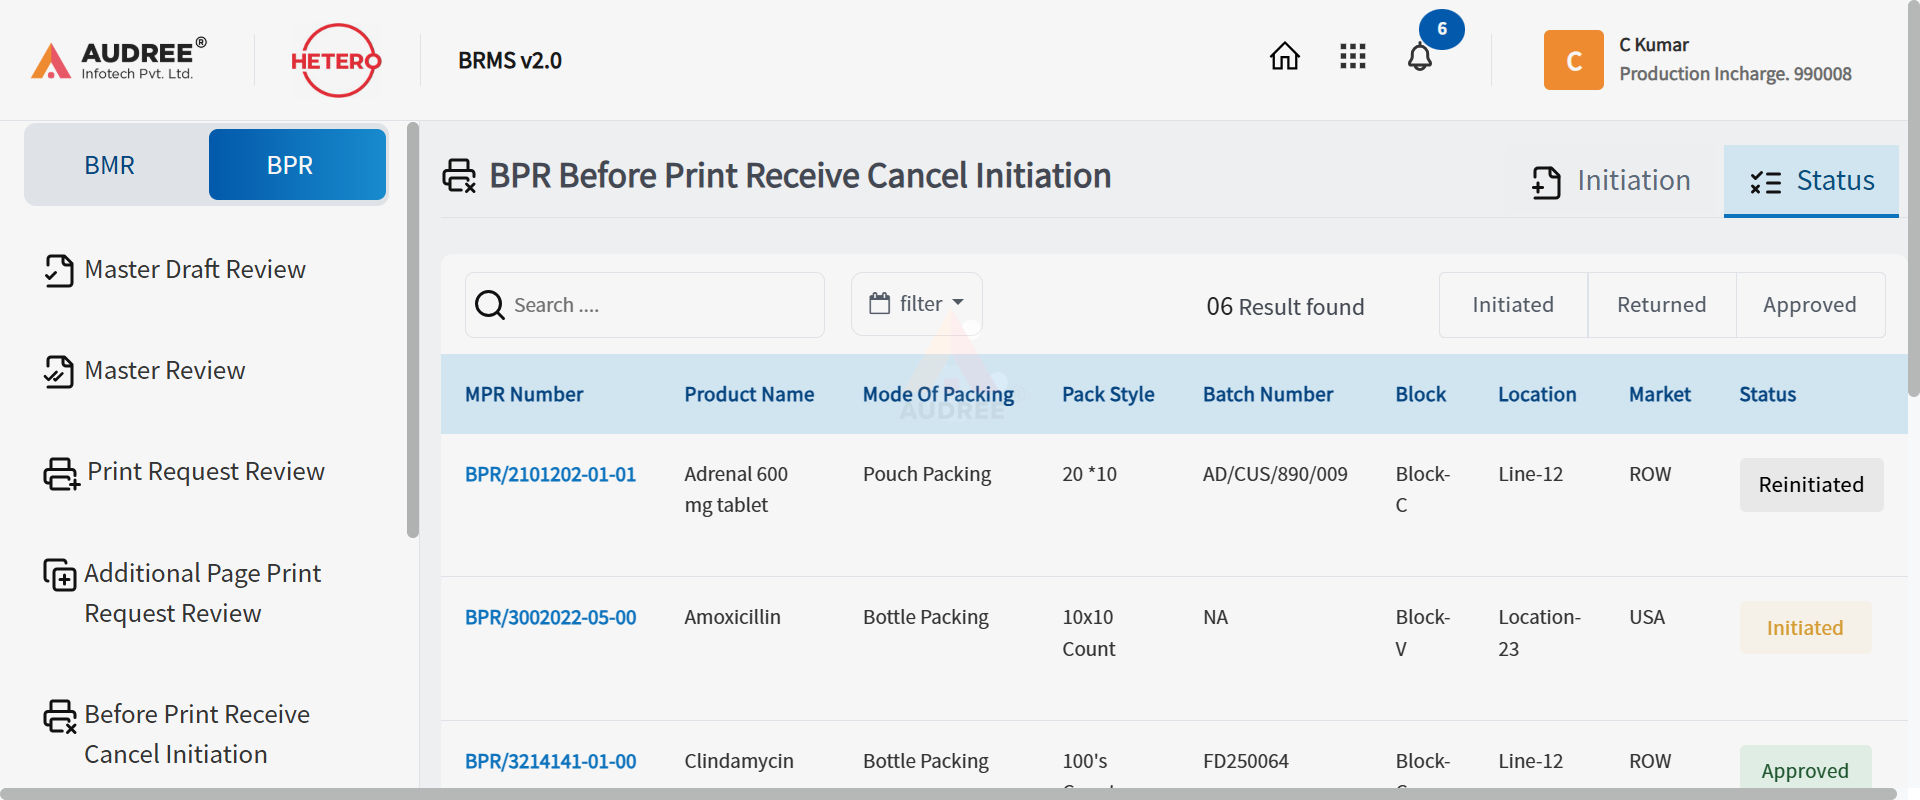 AUDREE®
Infotech Pvt. Ltd.
HETERO
BRMS v2.0
6
C
C Kumar
Production Incharge. 990008
BMR
BPR
Master Draft Review
Master Review
Print Request Review
Additional Page Print
Request Review
Before Print Receive
Cancel Initiation
BPR Before Print Receive Cancel Initiation
Initiation
Status
Search ....
filter
06 Result found
Initiated
Returned
Approved
AUDREE
MPR Number Product Name Mode Of Packing Pack Style Batch Number Block Location Market Status
BPR/2101202-01-01 Adrenal 600 Pouch Packing 20 *10 AD/CUS/890/009 Block- Line-12 ROW Reinitiated
mg tablet C
BPR/3002022-05-00 Amoxicillin Bottle Packing 10x10 NA Block- Location- USA Initiated
Count V 23
BPR/3214141-01-00 Clindamycin Bottle Packing 100's FD250064 Block- Line-12 ROW Approved